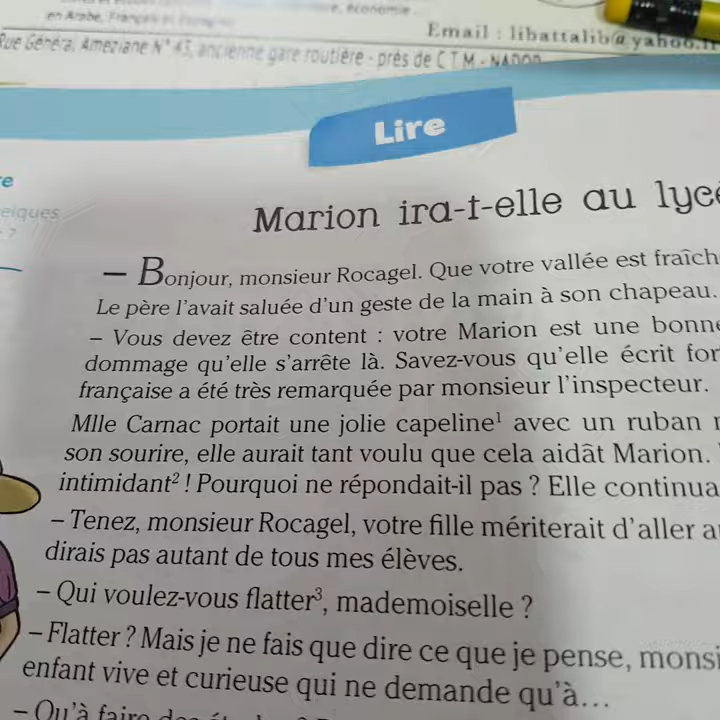 en Arabe, Français et
, économie
Email : libattalib@yahoo.fr
Rue Général Ameziane N° 43, ancienne gare routière - près de C T M - NADOR
Lire
re
elques
?
Marion ira-t-elle au lycé
– Bonjour, monsieur Rocagel. Que votre vallée est fraîch
Le père l'avait saluée d'un geste de la main à son chapeau.
– Vous devez être content : votre Marion est une bonne
dommage qu'elle s'arrête là. Savez-vous qu'elle écrit for
française a été très remarquée par monsieur l'inspecteur.
Mlle Carnac portait une jolie capeline¹ avec un ruban
son sourire, elle aurait tant voulu que cela aidât Marion.
intimidant² ! Pourquoi ne répondait-il pas ? Elle continua
– Tenez, monsieur Rocagel, votre fille mériterait d'aller a
dirais pas autant de tous mes élèves.
– Qui voulez-vous flatter³, mademoiselle ?
– Flatter ? Mais je ne fais que dire ce que je pense, monsi
enfant vive et curieuse qui ne demande qu'à...
– Qu'à faire des